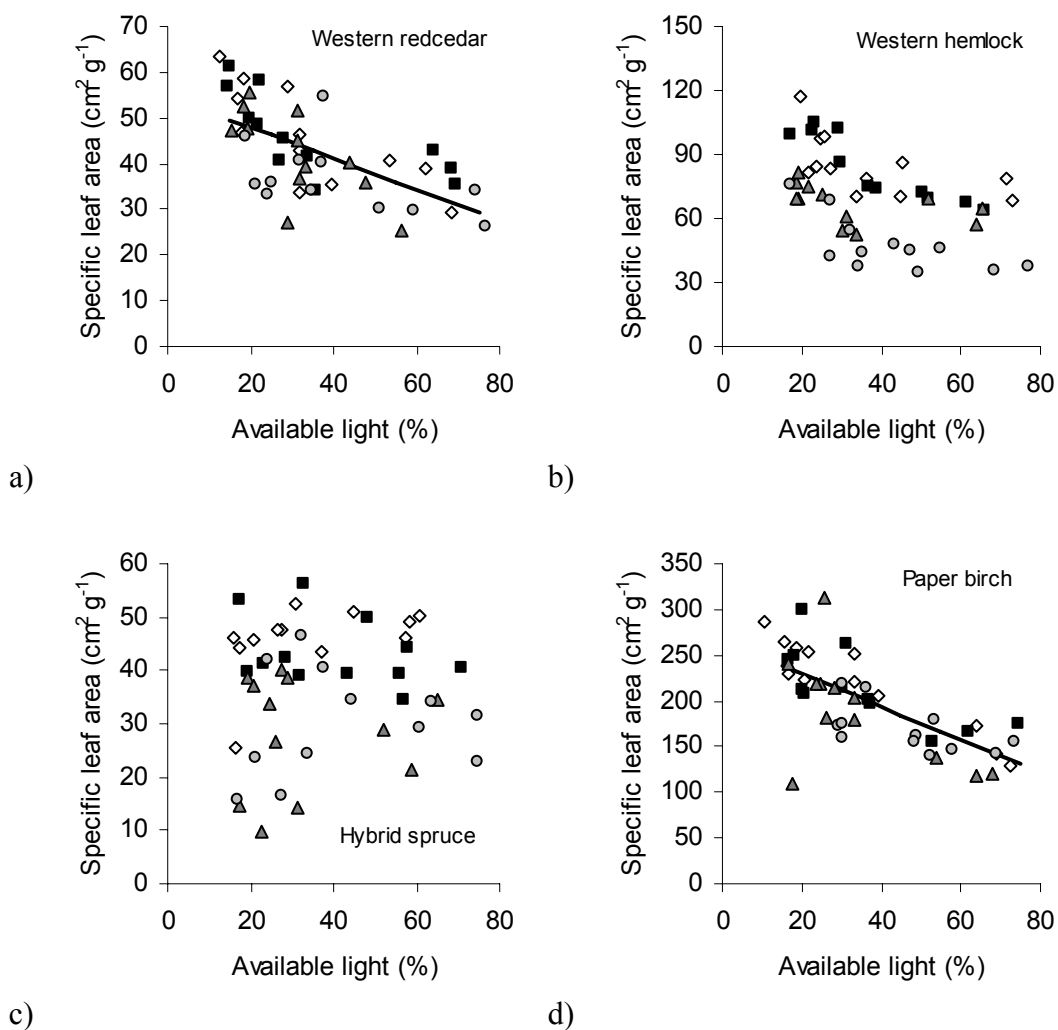 Western redcedar
Specific leaf area (cm² g⁻¹)
70
60
50
40
30
20
10
0
0 20 40 60 80
Available light (%)
a)
Western hemlock
Specific leaf area (cm² g⁻¹)
150
120
90
60
30
0
0 20 40 60 80
Available light (%)
b)
Specific leaf area (cm² g⁻¹)
60
50
40
30
20
10
0
Hybrid spruce
0 20 40 60 80
Available light (%)
c)
Paper birch
Specific leaf area (cm² g⁻¹)
350
300
250
200
150
100
50
0
0 20 40 60 80
Available light (%)
d)